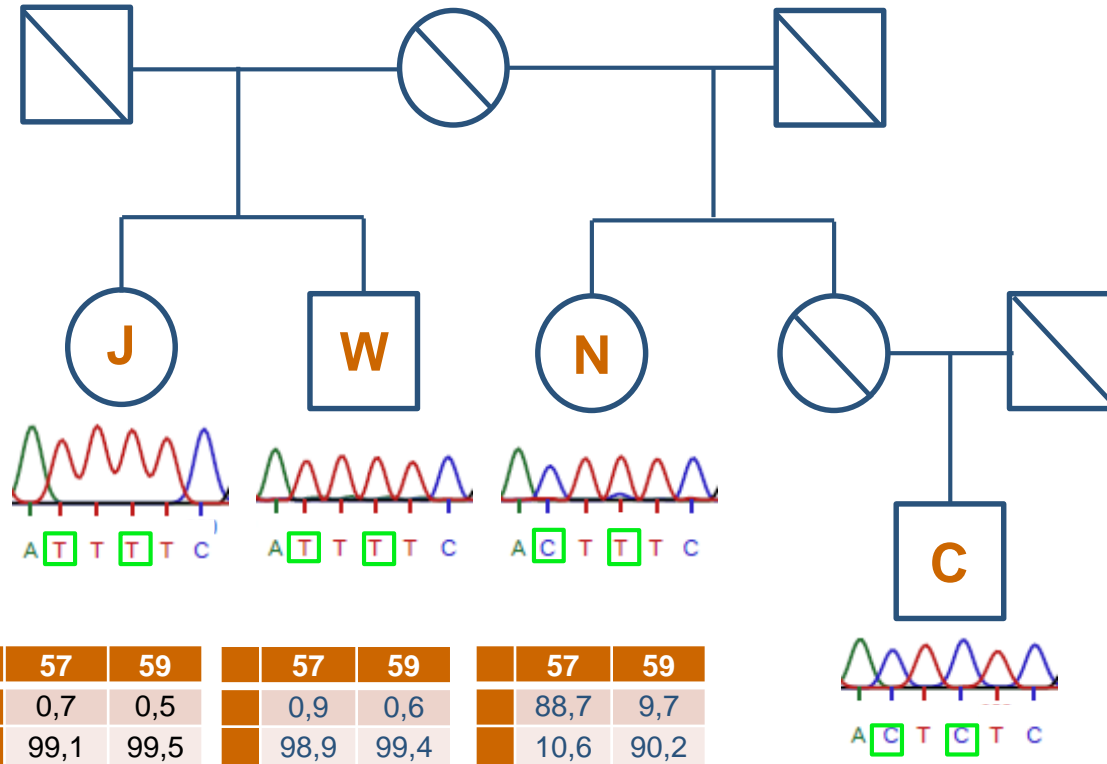 J W N
A T T T T C )
A T T T T C
A C T T T C
C
A C T C T C
57 59
0,7 0,5
99,1 99,5
57 59
0,9 0,6
98,9 99,4
57 59
88,7 9,7
10,6 90,2